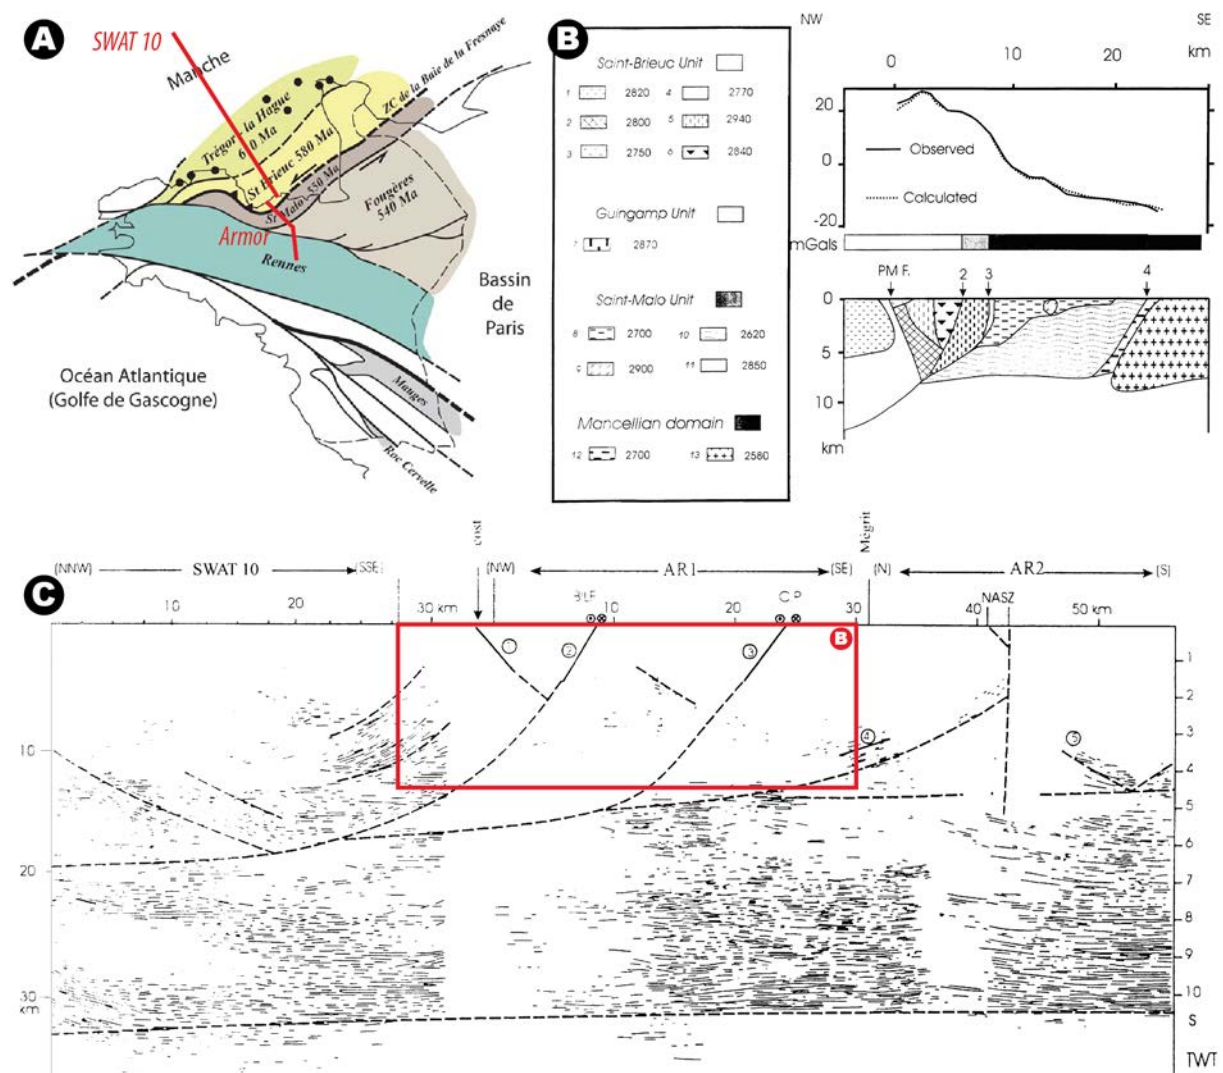 A
SWAT 10
Manche
ZC de la Baie de la Fresnaye
Trégor - la Hague
St Brieuc 580 Ma
St Malo 550 Ma
Fougères
540 Ma
Armor
Rennes
Bassin
de
Paris
Océan Atlantique
(Golfe de Gascogne)
Mauges
Roc Cervelle
B
Saint-Brieuc Unit
1 2820 4 2770
2 2800 5 2940
3 2750 6 2840
Guingamp Unit
2870
Saint-Malo Unit
8 2700 10 2620
9 2900 11 2850
Mancellian domain
12 2700 13 2580
NW SE
0 10 20 km
20
0
-20
Observed
Calculated
mGals
PM F. 2 3 4
0
5
10
km
C
cost
Mégrit
(NNW) SWAT 10 (SSE) (NW) AR1 (SE) (N) AR2 (S)
NASZ
10 20 30 km 10 20 30 40 50 km
B
1 2 3
4 5
10
20
30
km
1
2
3
4
5
6
7
8
9
10
S
TWT